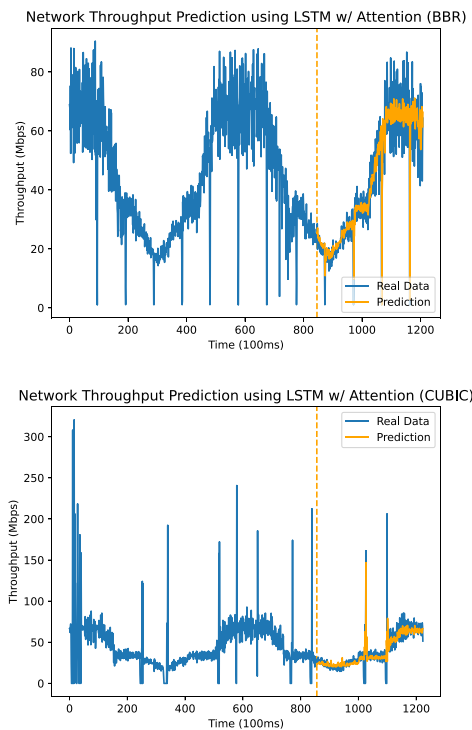 Network Throughput Prediction using LSTM w/ Attention (BBR)
80
60
40
20
0
Throughput (Mbps)
Real Data
Prediction
0 200 400 600 800 1000 1200
Time (100ms)
Network Throughput Prediction using LSTM w/ Attention (CUBIC)
Real Data
Prediction
300
250
200
150
100
50
0
Throughput (Mbps)
0 200 400 600 800 1000 1200
Time (100ms)